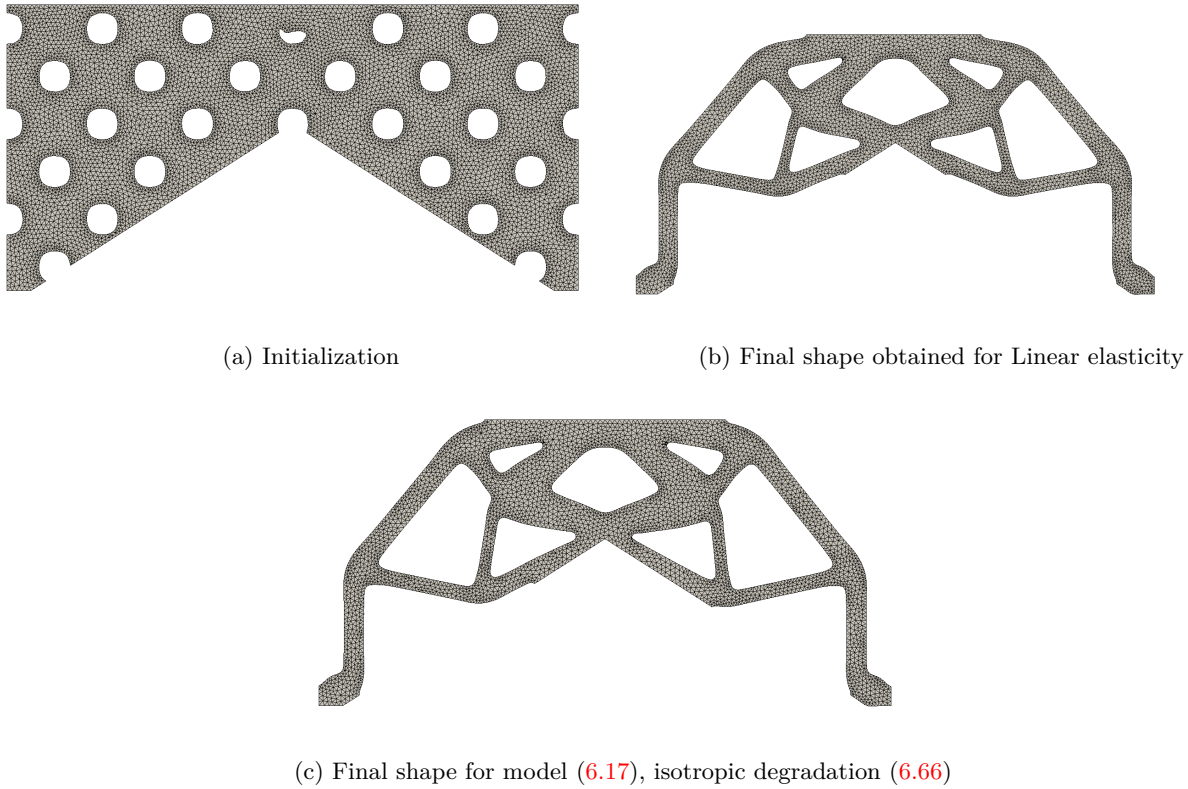 (a) Initialization
(b) Final shape obtained for Linear elasticity
(c) Final shape for model (6.17), isotropic degradation (6.66)